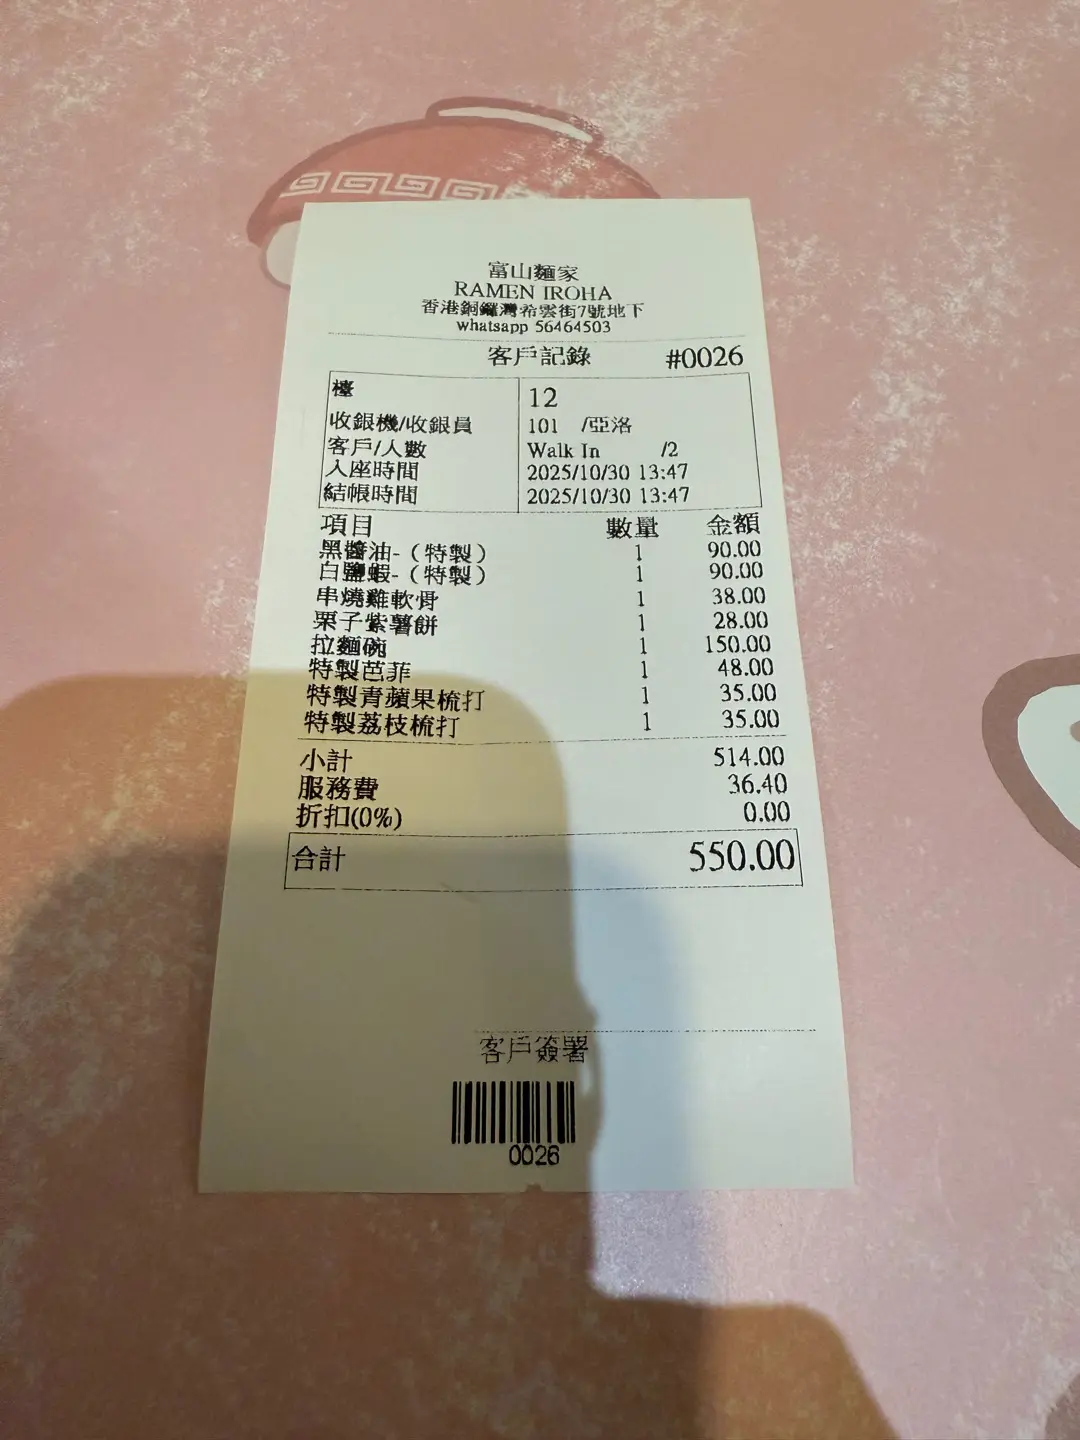 富山麵家
RAMEN IROHA
香港銅鑼灣希雲街7號地下
whatsapp 56464503
客戶記錄 #0026
檯 12
收銀機/收銀員 101 /亞洛
客戶/人數 Walk In /2
入座時間 2025/10/30 13:47
結帳時間 2025/10/30 13:47
項目 數量 金額
黑醬油-（特製） 1 90.00
白鹽蝦-（特製） 1 90.00
串燒雞軟骨 1 38.00
栗子紫薯餅 1 28.00
拉麵碗 1 150.00
特製芭菲 1 48.00
特製青蘋果梳打 1 35.00
特製荔枝梳打 1 35.00
小計 514.00
服務費 36.40
折扣(0%) 0.00
合計 550.00
客戶簽署
0026